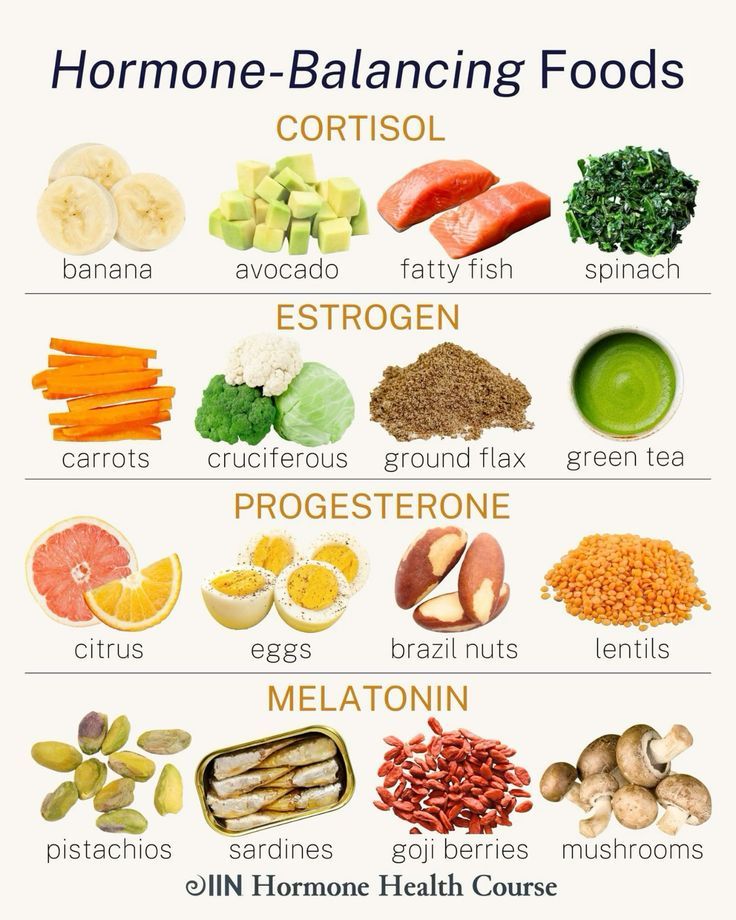 Hormone-Balancing Foods
CORTISOL
banana avocado fatty fish spinach
ESTROGEN
carrots cruciferous ground flax green tea
PROGESTERONE
citrus eggs brazil nuts lentils
MELATONIN
pistachios sardines goji berries mushrooms
IIN Hormone Health Course